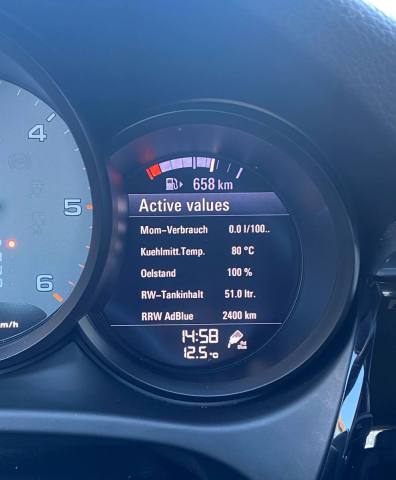 4
5
6
km/h
658 km
Active values
Mom-Verbrauch 0.0 l/100..
Kuehlmitt.Temp. 80 °C
Oelstand 100 %
RW-Tankinhalt 51.0 ltr.
RRW AdBlue 2400 km
14:58
12.5 °C